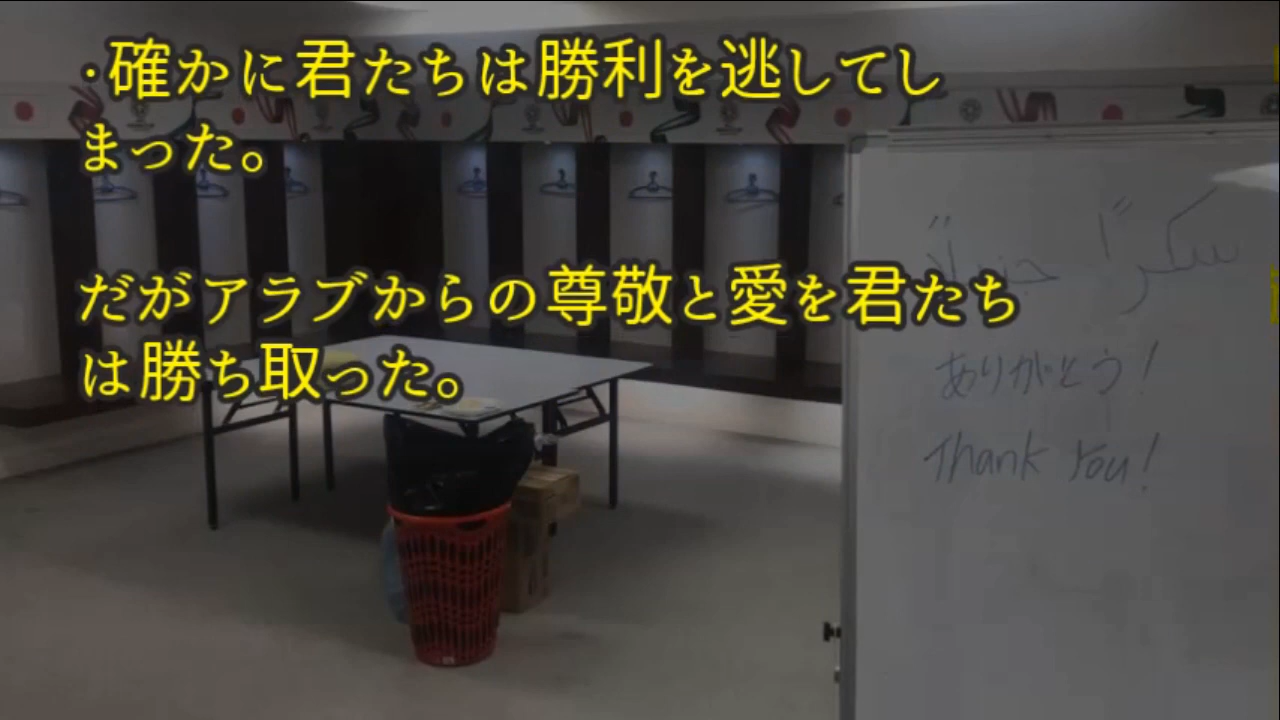 ·確かに君たちは勝利を逃してし
まった。
だがアラブからの尊敬と愛を君たち
は勝ち取った。
شكرًا جزيلاً
ありがとう!
Thank You!